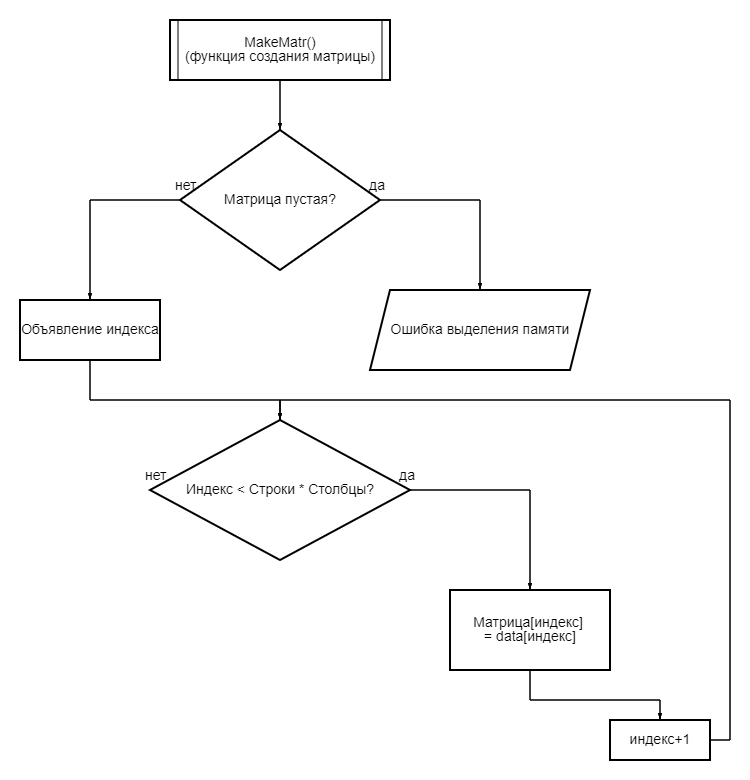 MakeMatr()
(функция создания матрицы)
нет
да
Матрица пустая?
Объявление индекса
Ошибка выделения памяти
нет
да
Индекс < Строки * Столбцы?
Матрица[индекс]
= data[индекс]
индекс+1